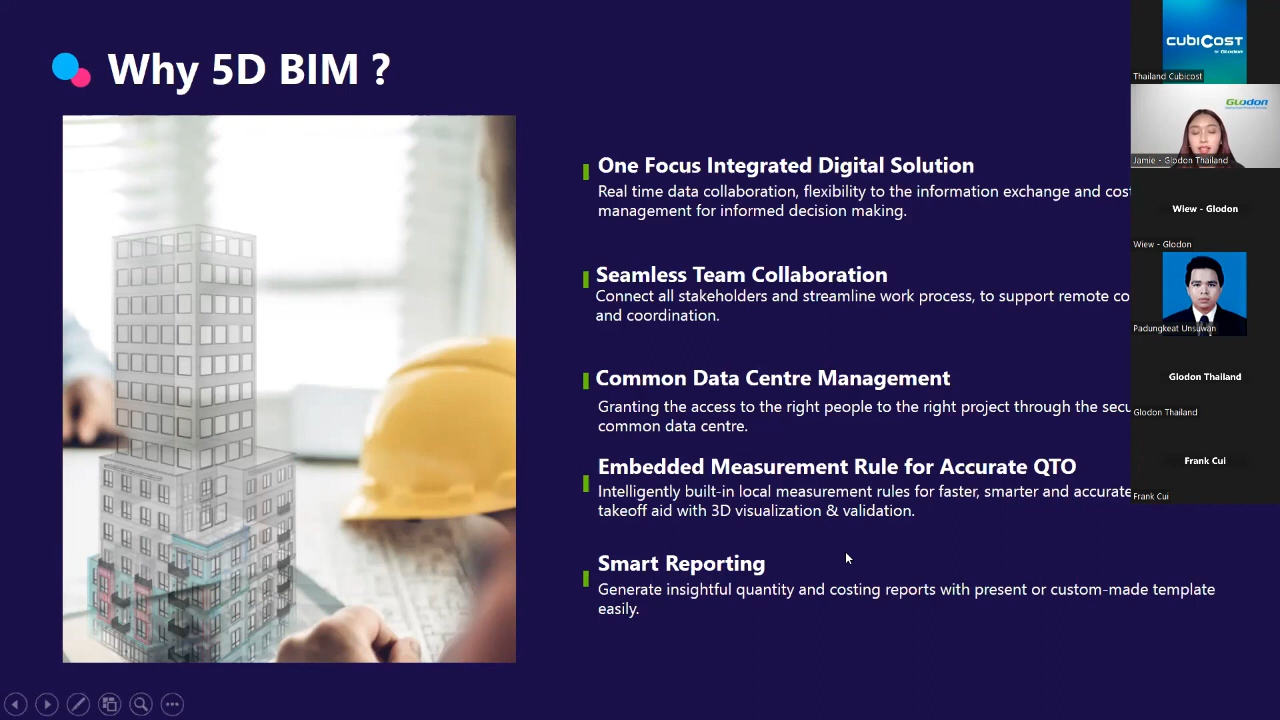 Why 5D BIM ?
One Focus Integrated Digital Solution
Real time data collaboration, flexibility to the information exchange and cost
management for informed decision making.
Seamless Team Collaboration
Connect all stakeholders and streamline work process, to support remote co
and coordination.
Common Data Centre Management
Granting the access to the right people to the right project through the secu
common data centre.
Embedded Measurement Rule for Accurate QTO
Intelligently built-in local measurement rules for faster, smarter and accurate
takeoff aid with 3D visualization & validation.
Smart Reporting
Generate insightful quantity and costing reports with present or custom-made template
easily.
CUBICOST
BY GLODON
Thailand Cubicost
GLodon
Jamie - Glodon Thailand
Wiew - Glodon
Wiew - Glodon
Padungkeat Unsuwan
Glodon Thailand
Glodon Thailand
Frank Cui
Frank Cui